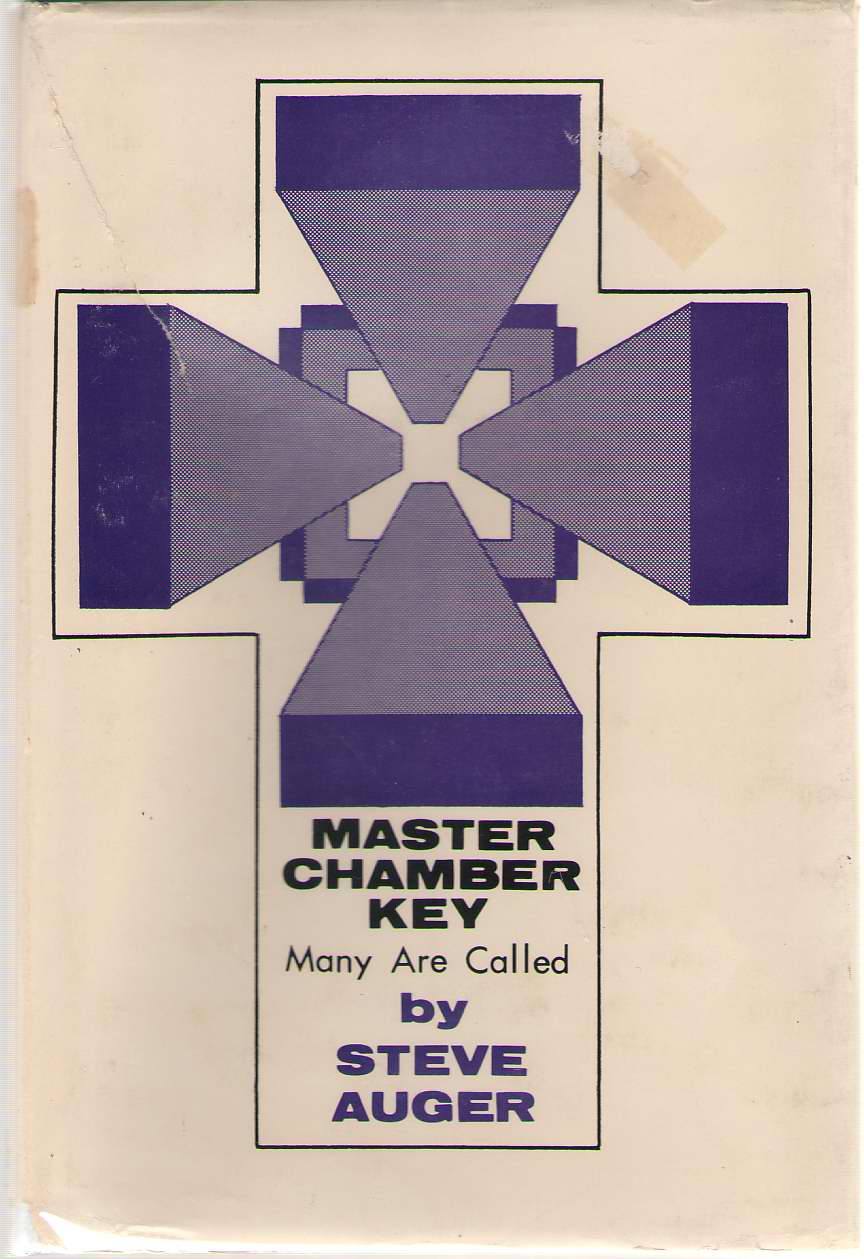 MASTER
CHAMBER
KEY
Many Are Called
by
STEVE
AUGER